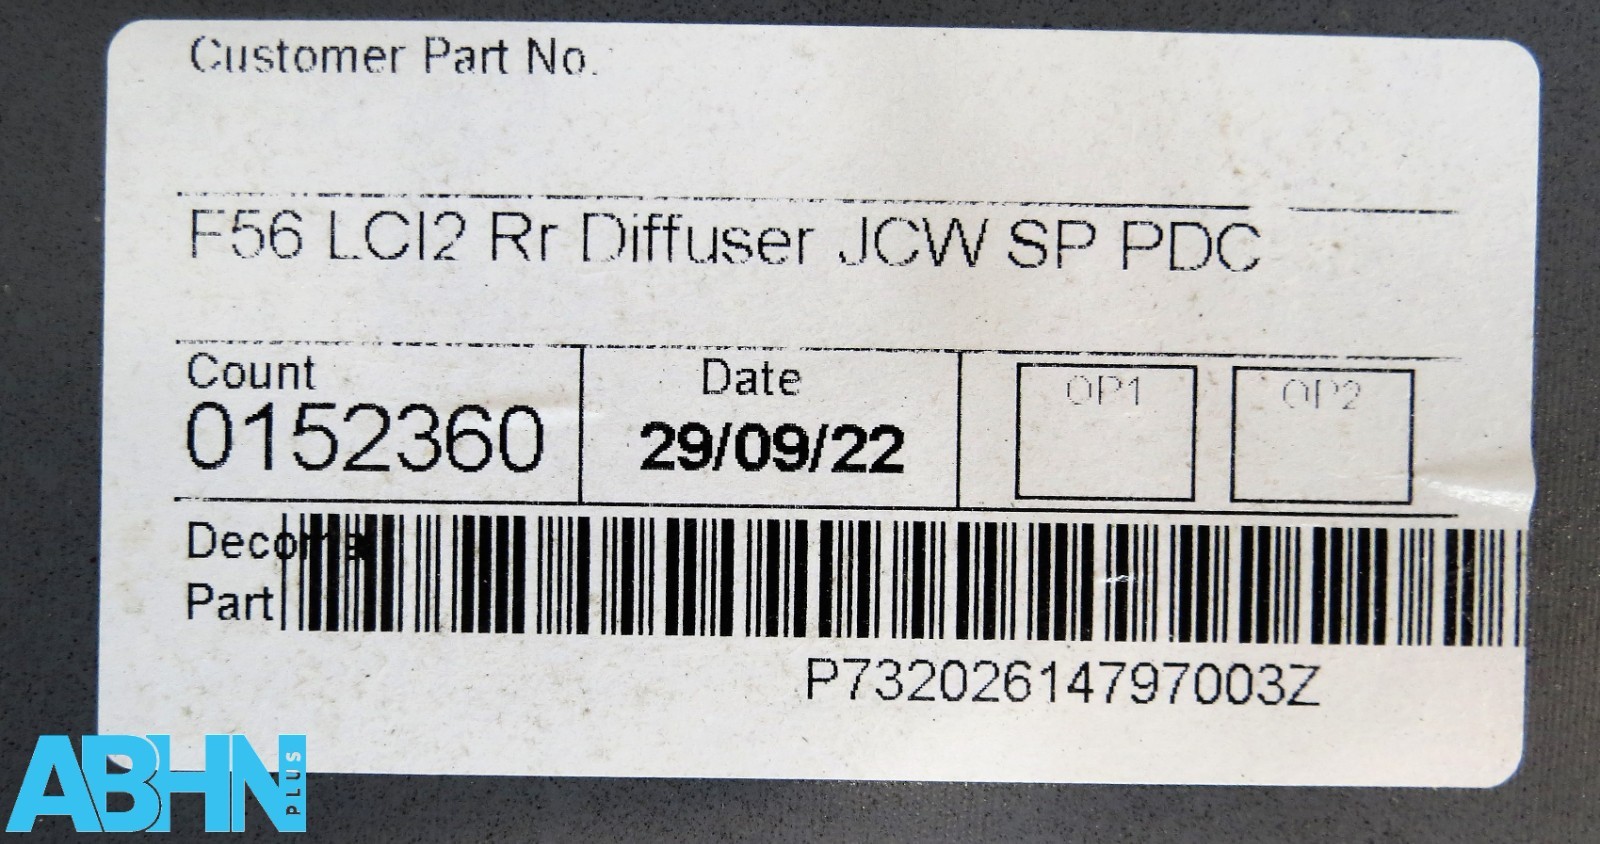 Customer Part No.
F56 LCI2 Rr Diffuser JCW SP PDC
Count
0152360
Date
29/09/22
OP1
OP2
Decoma
Part
P73202614797003Z
ABHN PLUS